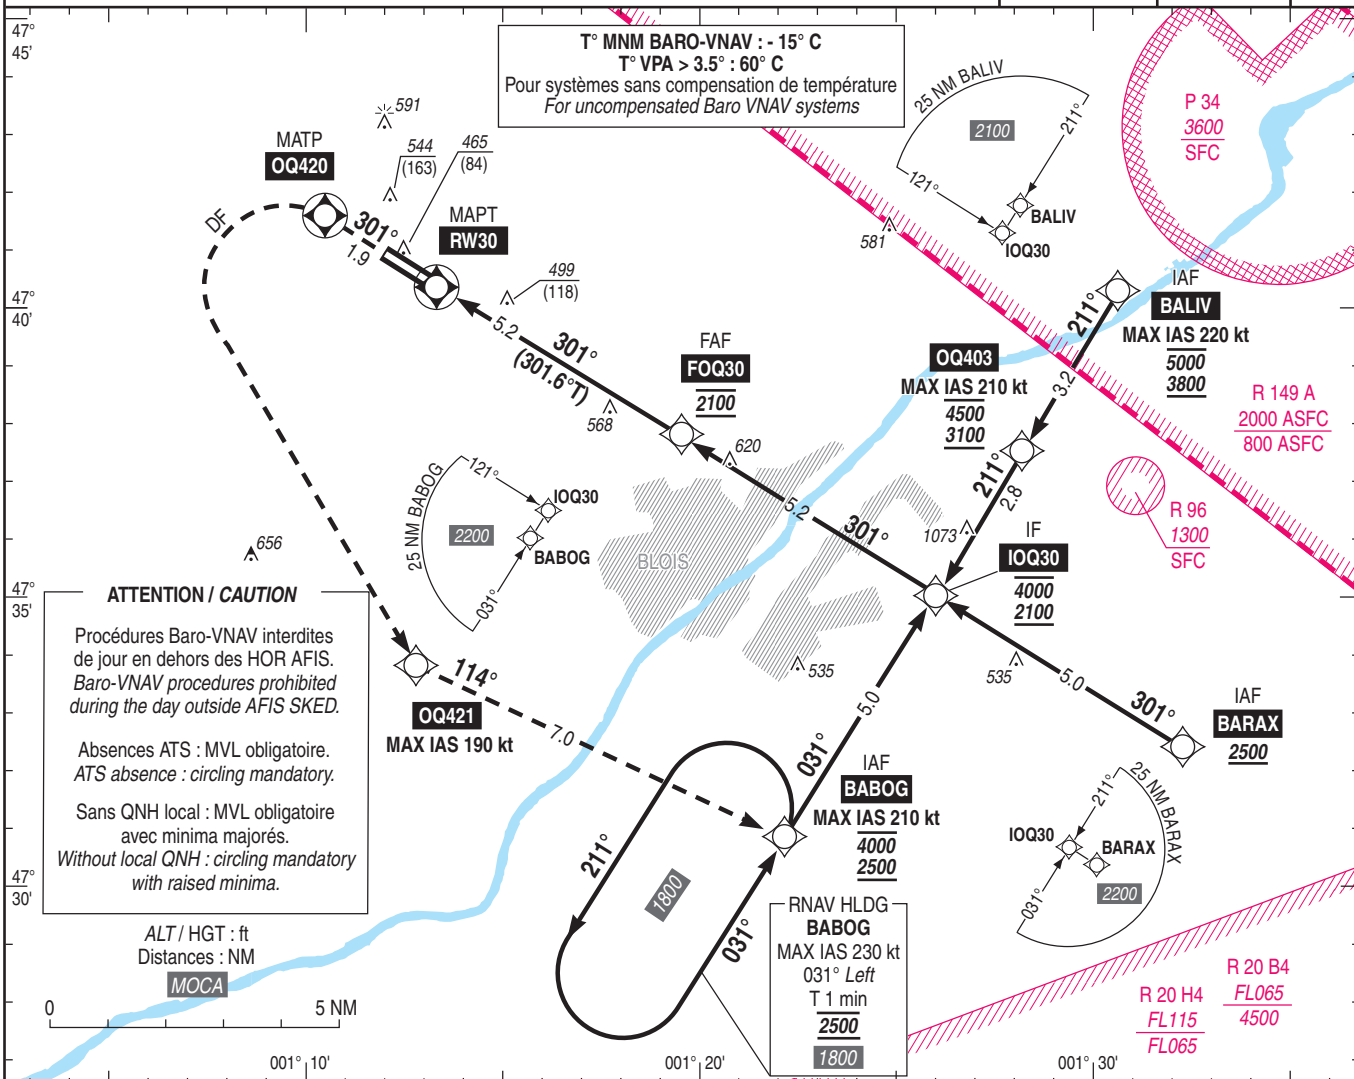 47°
45'
T° MNM BARO-VNAV : - 15° C
T° VPA > 3.5° : 60° C
Pour systèmes sans compensation de température
For uncompensated Baro VNAV systems
25 NM BALIV
2100
211°
121°
BALIV
IOQ30
P 34
3600
SFC
591
MATP
OQ420
544
(163)
465
(84)
DF
301°
1.9
MAPT
RW30
499
(118)
581
47°
40'
5.2
301°
(301.6°T)
568
FAF
FOQ30
2100
620
OQ403
MAX IAS 210 kt
4500
3100
IAF
BALIV
MAX IAS 220 kt
5000
3800
211°
3.2
R 149 A
2000 ASFC
800 ASFC
211°
2.8
R 96
1300
SFC
25 NM BABOG
121°
IOQ30
2200
BABOG
031°
BLOIS
5.2
301°
1073
IF
IOQ30
4000
2100
656
47°
35'
ATTENTION / CAUTION
Procédures Baro-VNAV interdites
de jour en dehors des HOR AFIS.
Baro-VNAV procedures prohibited
during the day outside AFIS SKED.
Absences ATS : MVL obligatoire.
ATS absence : circling mandatory.
Sans QNH local : MVL obligatoire
avec minima majorés.
Without local QNH : circling mandatory
with raised minima.
114°
OQ421
MAX IAS 190 kt
7.0
535
535
5.0
301°
IAF
BARAX
2500
5.0
031°
IAF
BABOG
MAX IAS 210 kt
4000
2500
211°
1800
031°
25 NM BARAX
211°
IOQ30
BARAX
2200
031°
47°
30'
RNAV HLDG
BABOG
MAX IAS 230 kt
031° Left
T 1 min
2500
1800
ALT / HGT : ft
Distances : NM
MOCA
0
5 NM
R 20 H4
FL115
FL065
R 20 B4
FL065
4500
001° 10'
001° 20'
001° 30'